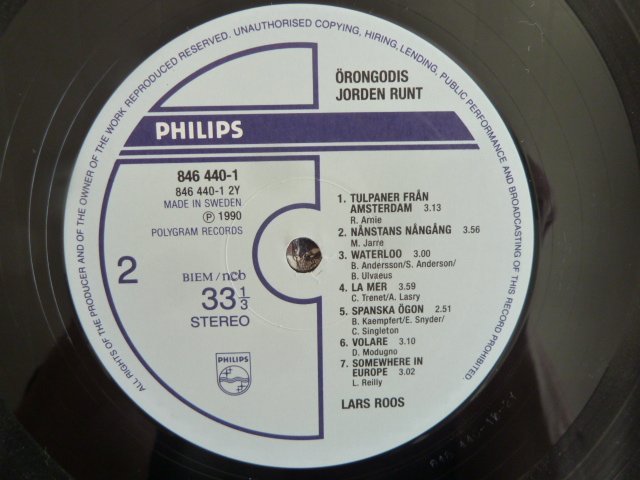 ALL RIGHTS OF THE PRODUCER AND OF THE OWNER OF THE WORK REPRODUCED RESERVED. UNAUTHORISED COPYING, HIRING, LENDING, PUBLIC PERFORMANCE AND BROADCASTING OF THIS RECORD PROHIBITED.
ÖRONGODIS
JORDEN RUNT
PHILIPS
846 440-1
846 440-1 2Y
MADE IN SWEDEN
Ⓟ 1990
POLYGRAM RECORDS
2
BIEM/ncb
33 1/3
STEREO
PHILIPS
1. TULPANER FRÅN
AMSTERDAM 3.13
R. Arnie
2. NÅNSTANS NÅNGÅNG 3.56
M. Jarre
3. WATERLOO 3.00
B. Andersson/S. Anderson/
B. Ulvaeus
4. LA MER 3.59
C. Trenet/A. Lasry
5. SPANSKA ÖGON 2.51
B. Kaempfert/E. Snyder/
C. Singleton
6. VOLARE 3.10
D. Modugno
7. SOMEWHERE IN
EUROPE 3.02
L. Reilly
LARS ROOS